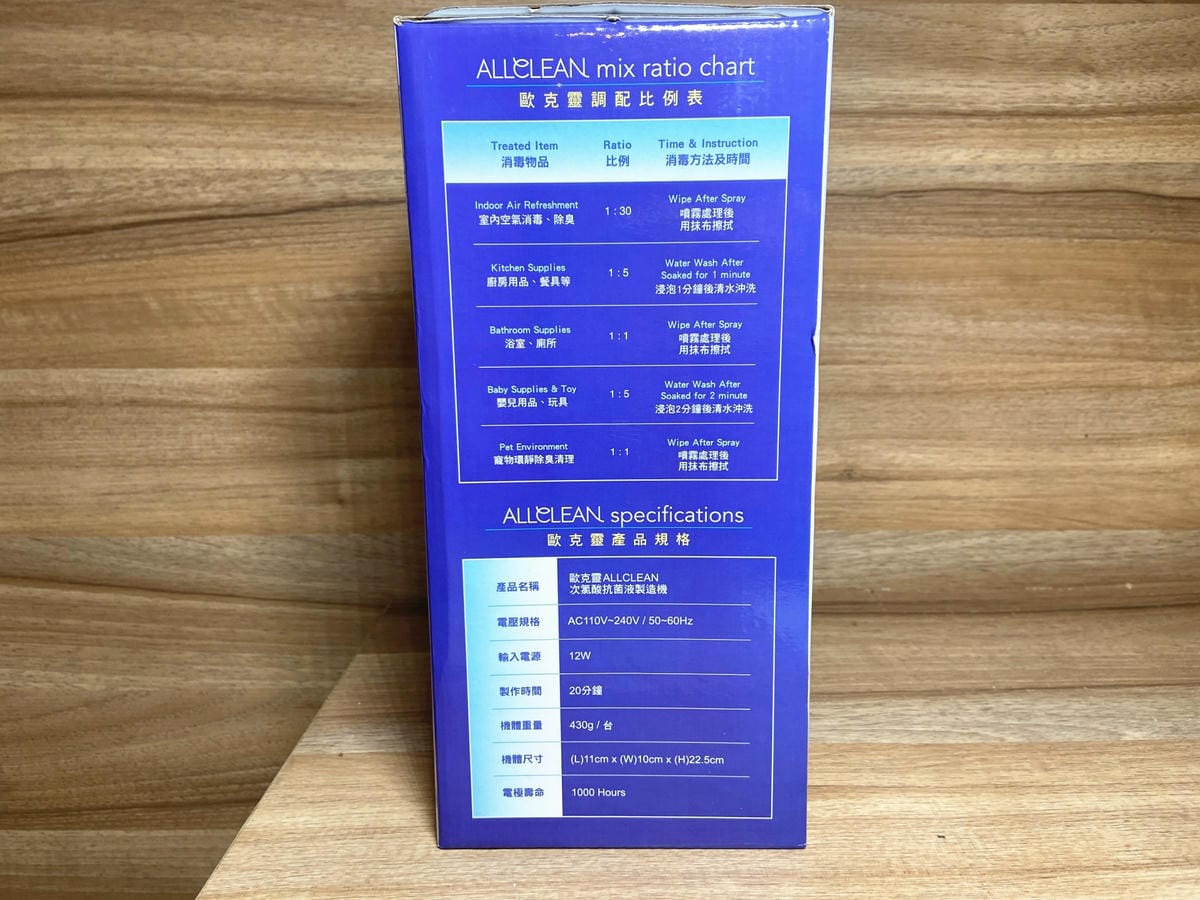 ALLCLEAN mix ratio chart
歐克靈調配比例表
Treated Item Ratio Time & Instruction
消毒物品 比例 消毒方法及時間
Indoor Air Refreshment 1 : 30 Wipe After Spray
室內空氣消毒、除臭 噴霧處理後
用抹布擦拭
Kitchen Supplies 1 : 5 Water Wash After
廚房用品、餐具等 Soaked for 1 minute
浸泡1分鐘後清水沖洗
Bathroom Supplies 1 : 1 Wipe After Spray
浴室、廁所 噴霧處理後
用抹布擦拭
Baby Supplies & Toy 1 : 5 Water Wash After
嬰兒用品、玩具 Soaked for 2 minute
浸泡2分鐘後清水沖洗
Pet Environment 1 : 1 Wipe After Spray
寵物環靜除臭清理 噴霧處理後
用抹布擦拭
ALLCLEAN specifications
歐克靈產品規格
產品名稱 歐克靈ALLCLEAN
次氯酸抗菌液製造機
電壓規格 AC110V~240V / 50~60Hz
輸入電源 12W
製作時間 20分鐘
機體重量 430g / 台
機體尺寸 (L)11cm x (W)10cm x (H)22.5cm
電極壽命 1000 Hours